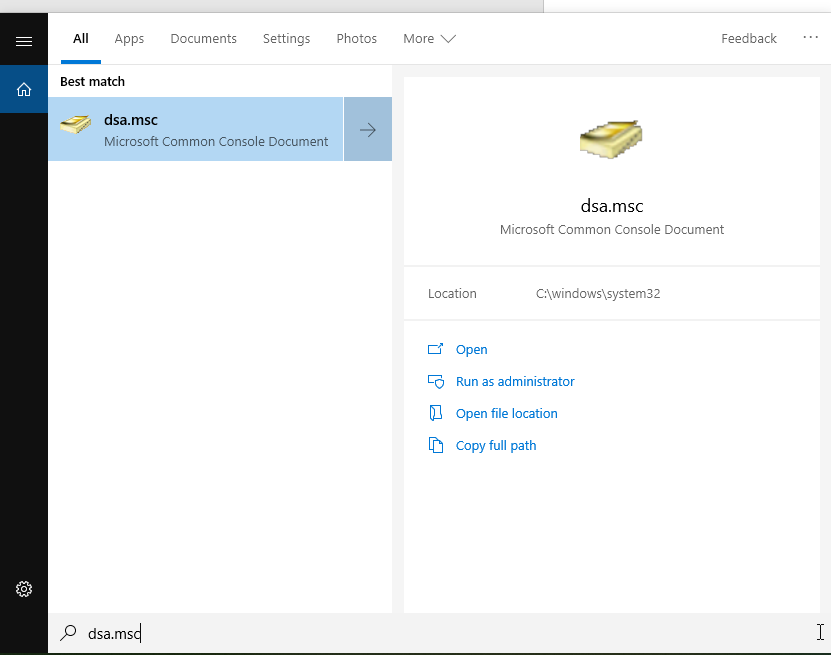 All Apps Documents Settings Photos More Feedback ···
Best match
dsa.msc
Microsoft Common Console Document
dsa.msc
Microsoft Common Console Document
Location C:\windows\system32
Open
Run as administrator
Open file location
Copy full path
dsa.msc